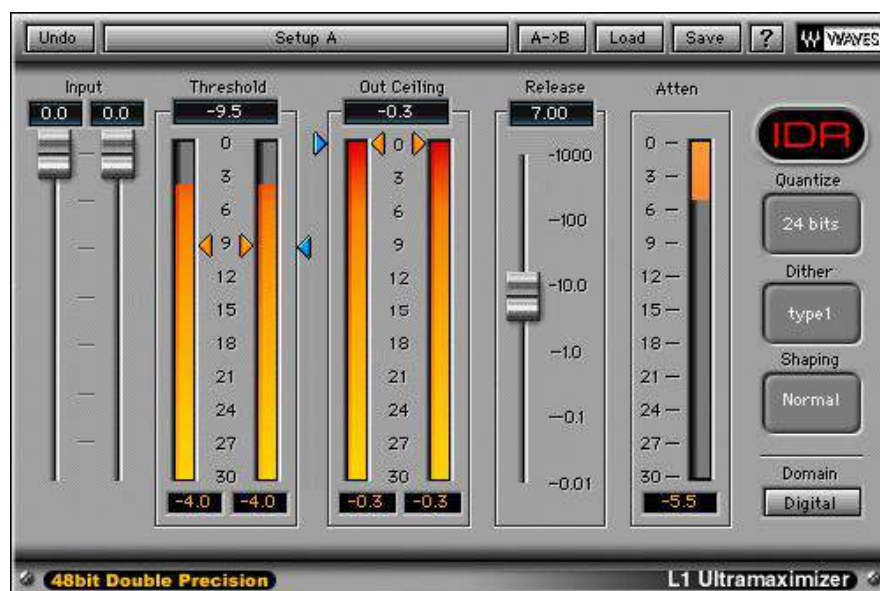 Undo
Setup A
A->B
Load
Save
?
WAVES
Input
Threshold
Out Ceiling
Release
Atten
0.0
0.0
-9.5
-0.3
7.00
0
3
6
9
12
15
18
21
24
27
30
-4.0
-4.0
0
3
6
9
12
15
18
21
24
27
30
-0.3
-0.3
-1000
-100
-10.0
-1.0
-0.1
-0.01
0
3
6
9
12
15
18
21
24
27
30
-5.5
IDR
Quantize
24 bits
Dither
type1
Shaping
Normal
Domain
Digital
48bit Double Precision
L1 Ultramaximizer